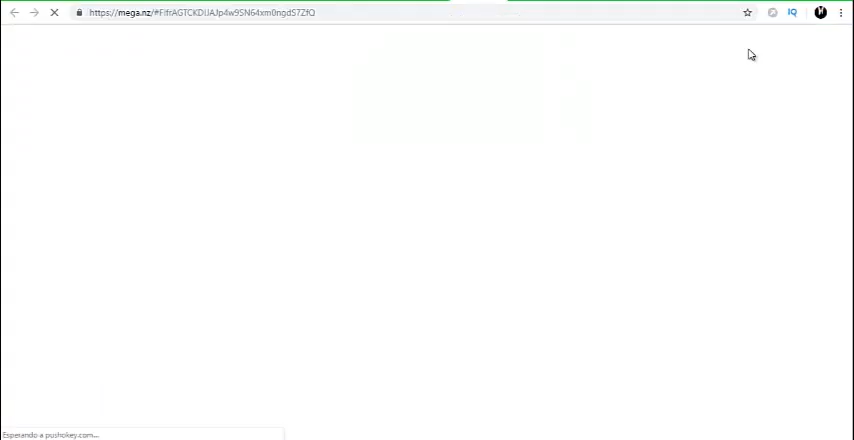 https://mega.nz/#FIfrAGTCKDIJAJp4w9SN64xm0ngdS7ZfQ
IQ
Esperando a pushokey.com...